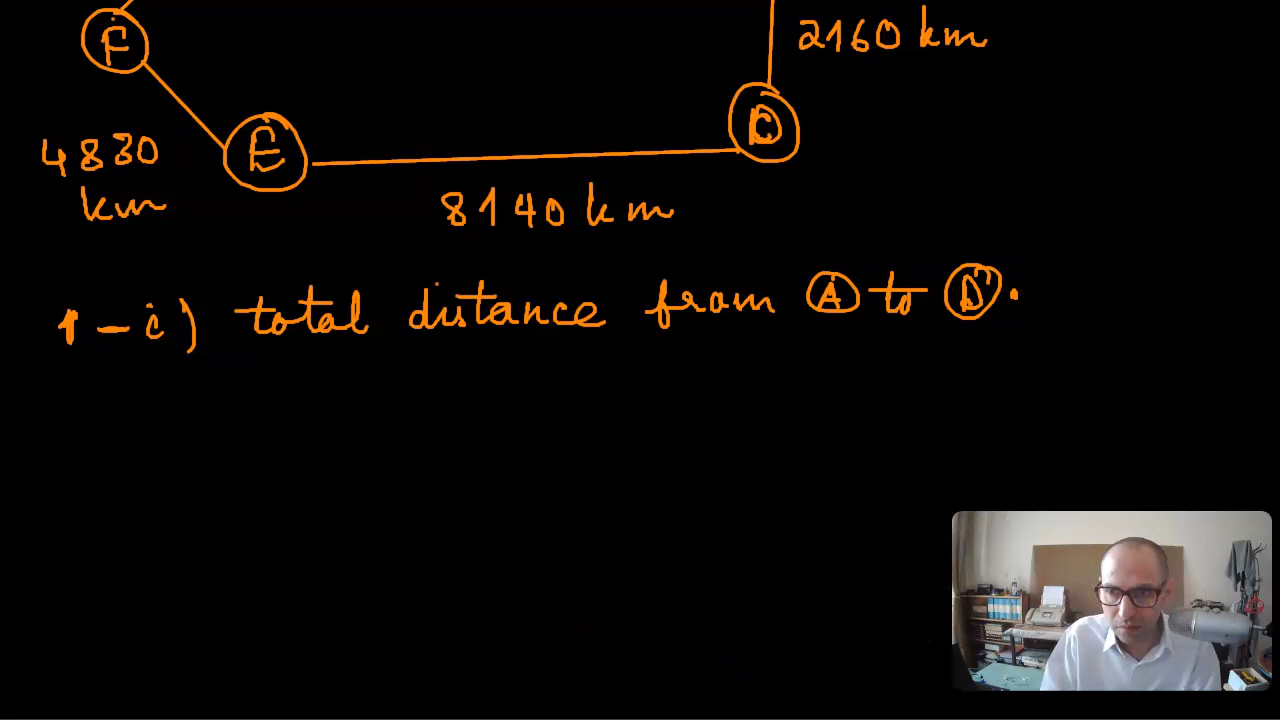 F
2160 km
D
E
4830
km
8140 km
1-i) total distance from A to D.